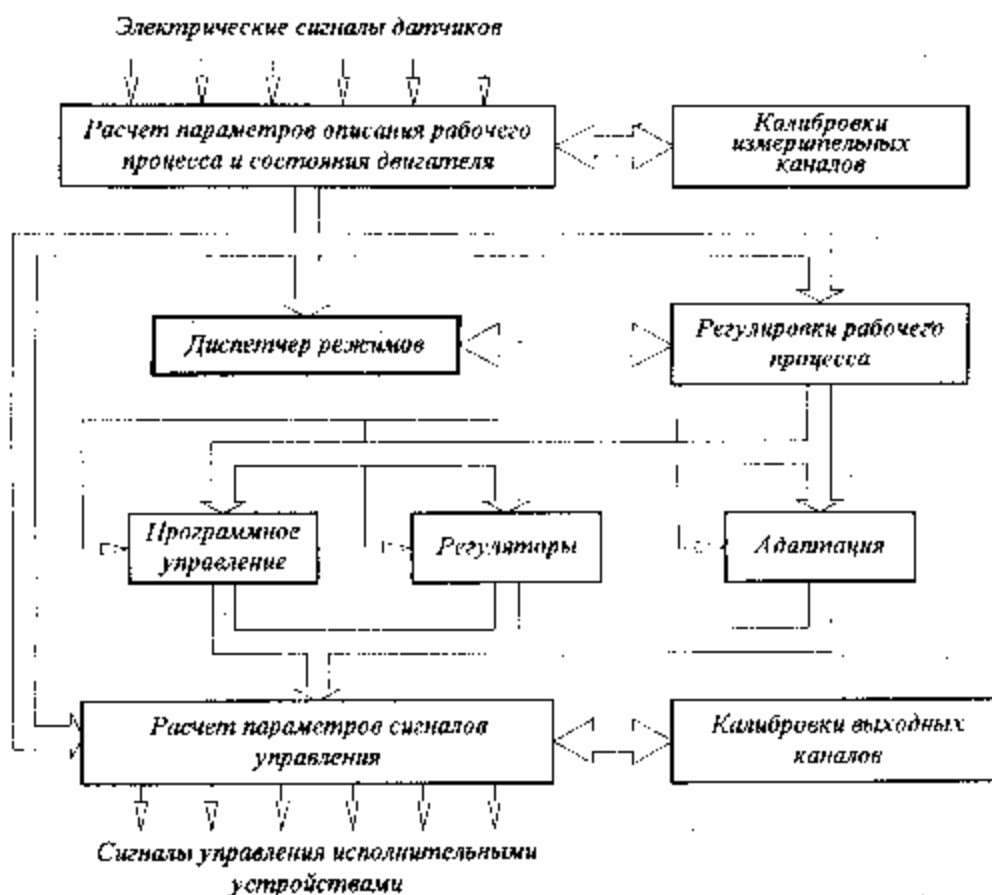 Электрические сигналы датчиков
Расчет параметров описания рабочего
процесса и состояния двигателя
Калибровки
измерительных
каналов
Диспетчер режимов
Регулировки рабочего
процесса
Программное
управление
Регуляторы
Адаптация
Расчет параметров сигналов
управления
Калибровки выходных
каналов
Сигналы управления исполнительными
устройствами